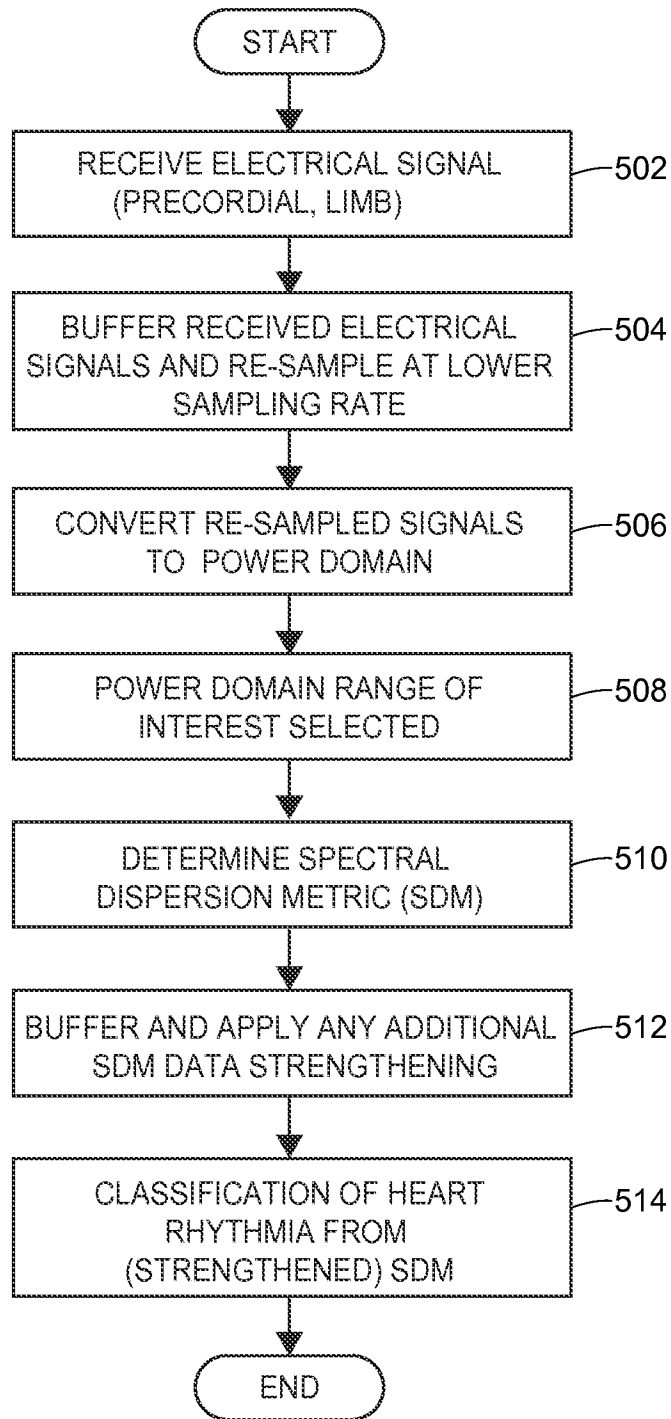 START
RECEIVE ELECTRICAL SIGNAL
(PRECORDIAL, LIMB)
502
BUFFER RECEIVED ELECTRICAL
SIGNALS AND RE-SAMPLE AT LOWER
SAMPLING RATE
504
CONVERT RE-SAMPLED SIGNALS
TO POWER DOMAIN
506
POWER DOMAIN RANGE OF
INTEREST SELECTED
508
DETERMINE SPECTRAL
DISPERSION METRIC (SDM)
510
BUFFER AND APPLY ANY ADDITIONAL
SDM DATA STRENGTHENING
512
CLASSIFICATION OF HEART
RHYTHMIA FROM
(STRENGTHENED) SDM
514
END